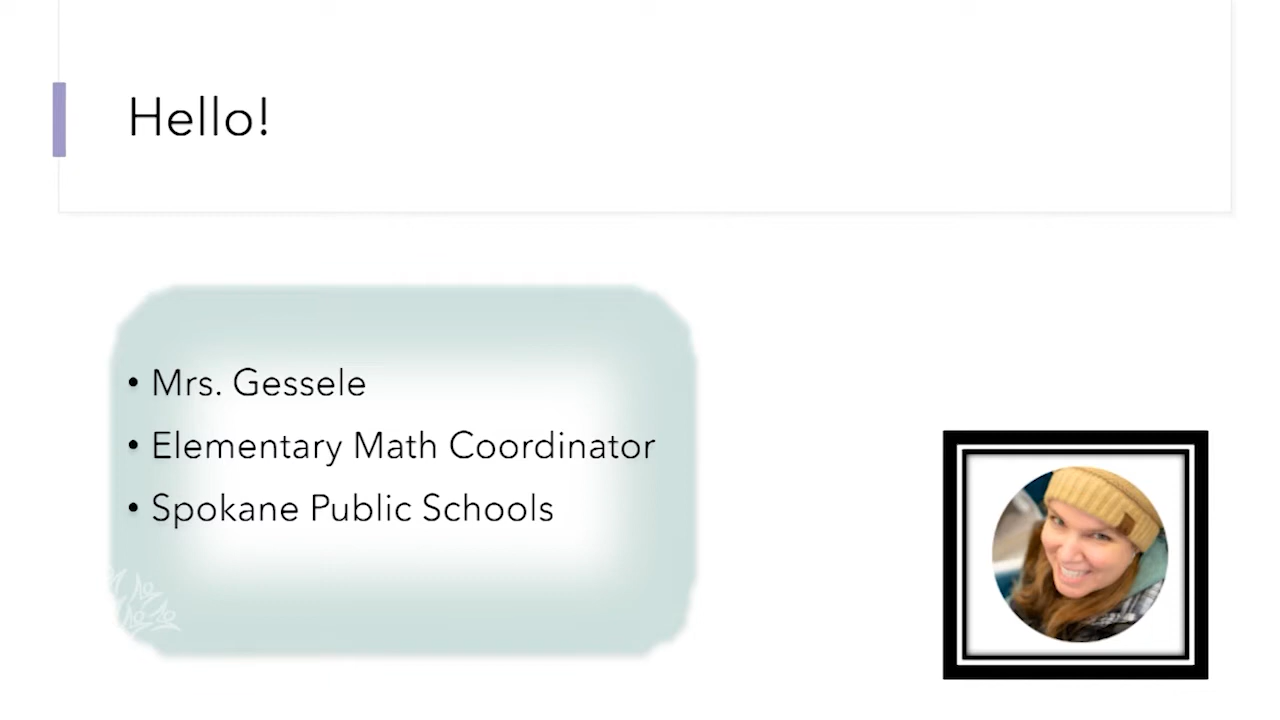 Hello!
• Mrs. Gessele
• Elementary Math Coordinator
• Spokane Public Schools